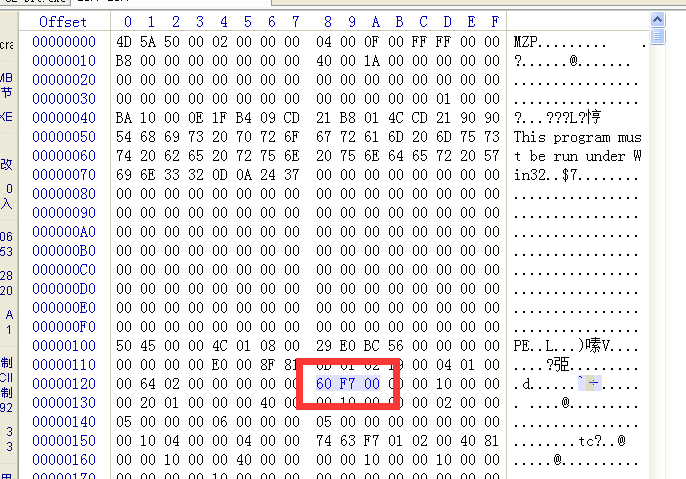 Offset 0 1 2 3 4 5 6 7 8 9 A B C D E F
00000000 4D 5A 50 00 02 00 00 00 04 00 0F 00 FF FF 00 00 MZP......... .
00000010 B8 00 00 00 00 00 00 00 40 00 1A 00 00 00 00 00 ?......@.......
00000020 00 00 00 00 00 00 00 00 00 00 00 00 00 00 00 00 ................
00000030 00 00 00 00 00 00 00 00 00 00 00 00 00 01 00 00 ................
00000040 BA 10 00 0E 1F B4 09 CD 21 B8 01 4C CD 21 90 90 ?...???L?悙
00000050 54 68 69 73 20 70 72 6F 67 72 61 6D 20 6D 75 73 This program mus
00000060 74 20 62 65 20 72 75 6E 20 75 6E 64 65 72 20 57 t be run under W
00000070 69 6E 33 32 0D 0A 24 37 00 00 00 00 00 00 00 00 in32..$7........
00000080 00 00 00 00 00 00 00 00 00 00 00 00 00 00 00 00 ................
00000090 00 00 00 00 00 00 00 00 00 00 00 00 00 00 00 00 ................
000000A0 00 00 00 00 00 00 00 00 00 00 00 00 00 00 00 00 ................
000000B0 00 00 00 00 00 00 00 00 00 00 00 00 00 00 00 00 ................
000000C0 00 00 00 00 00 00 00 00 00 00 00 00 00 00 00 00 ................
000000D0 00 00 00 00 00 00 00 00 00 00 00 00 00 00 00 00 ................
000000E0 00 00 00 00 00 00 00 00 00 00 00 00 00 00 00 00 ................
000000F0 00 00 00 00 00 00 00 00 00 00 00 00 00 00 00 00 ................
00000100 50 45 00 00 4C 01 08 00 29 E0 BC 56 00 00 00 00 PE..L...)嗉V....
00000110 00 00 00 00 E0 00 8F 81 02 19 00 04 01 00
00000120 00 64 02 00 00 00 00 00 60 F7 00 00 00 10 00 00 .d......`÷......
00000130 00 20 01 00 00 00 40 00 00 10 00 00 00 02 00 00 . ....@.........
00000140 05 00 00 00 06 00 00 00 05 00 00 00 00 00 00 00 ................
00000150 00 10 04 00 00 04 00 00 74 63 F7 01 02 00 40 81 ........tc?..@
00000160 00 00 10 00 00 40 00 00 00 00 10 00 00 10 00 00 .....@..........
00000170